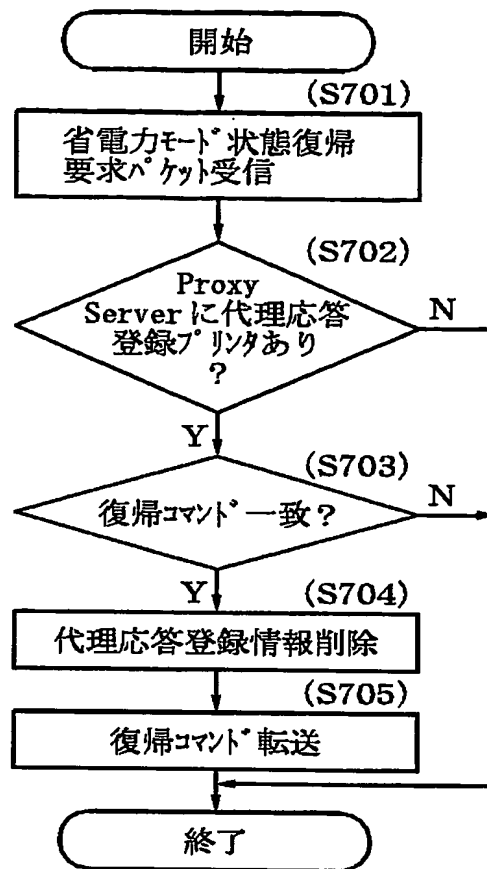 開始
(S701)
省電力モード状態復帰
要求パケット受信
(S702)
Proxy
Serverに代理応答
登録プリンタあり
?
N
Y
(S703)
復帰コマンド一致?
N
Y
(S704)
代理応答登録情報削除
(S705)
復帰コマンド転送
終了